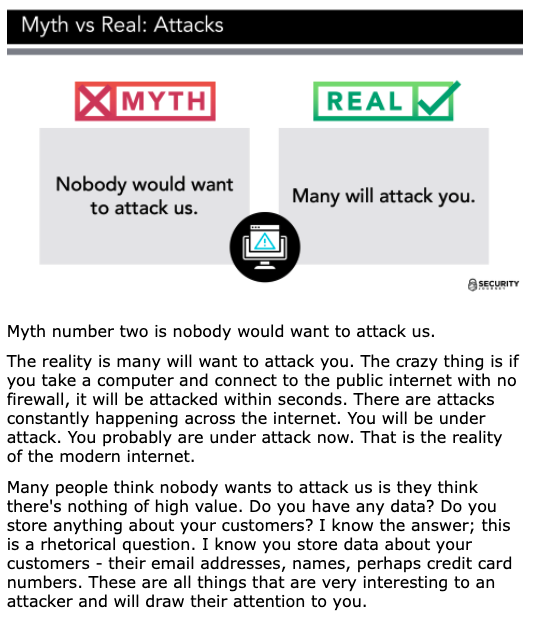 Myth vs Real: Attacks
MYTH
REAL
Nobody would want
to attack us.
Many will attack you.
SECURITY
JOURNEY
Myth number two is nobody would want to attack us.
The reality is many will want to attack you. The crazy thing is if
you take a computer and connect to the public internet with no
firewall, it will be attacked within seconds. There are attacks
constantly happening across the internet. You will be under
attack. You probably are under attack now. That is the reality
of the modern internet.
Many people think nobody wants to attack us is they think
there's nothing of high value. Do you have any data? Do you
store anything about your customers? I know the answer; this
is a rhetorical question. I know you store data about your
customers - their email addresses, names, perhaps credit card
numbers. These are all things that are very interesting to an
attacker and will draw their attention to you.